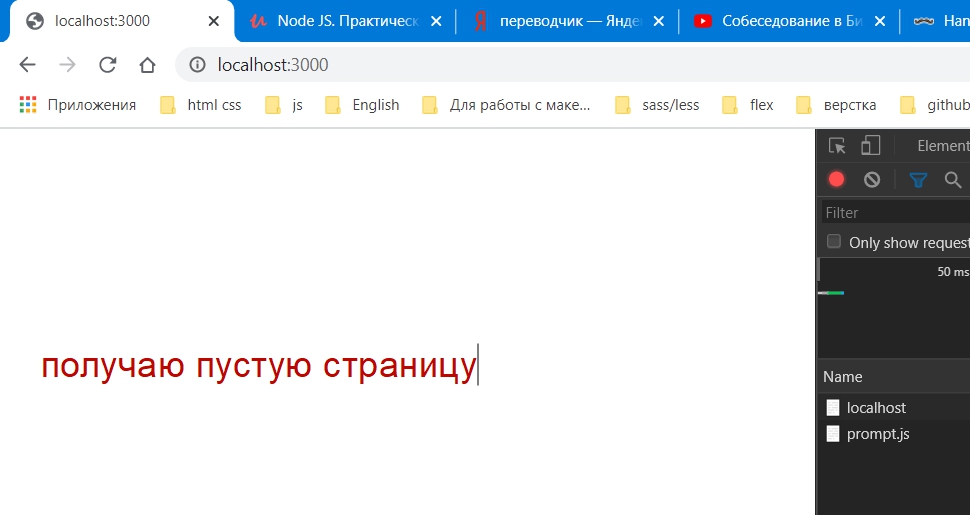 localhost:3000
Node JS. Практическ
переводчик — Янде
Собеседование в Би
Han
localhost:3000
Приложения
html css
js
English
Для работы с маке...
sass/less
flex
верстка
github
Element
Filter
Only show request
50 ms
получаю пустую страницу
Name
localhost
prompt.js